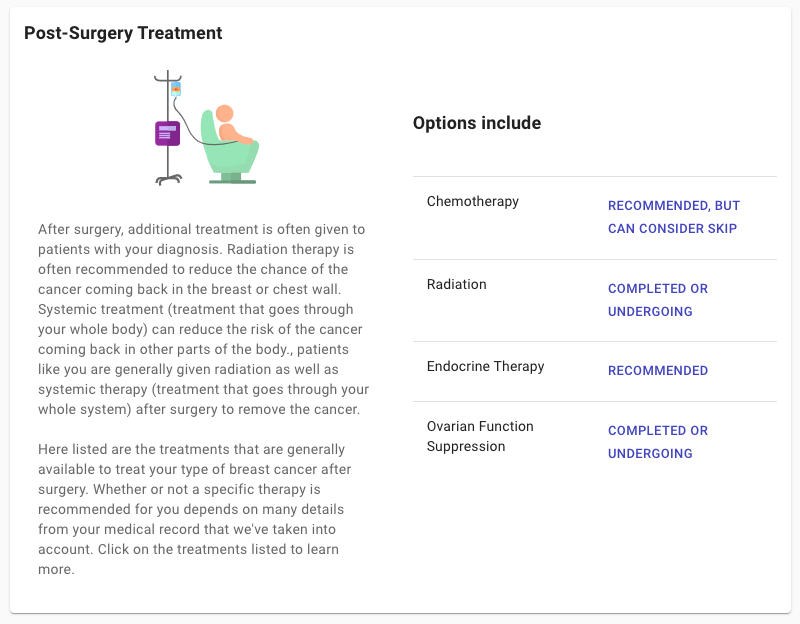 Post-Surgery Treatment
After surgery, additional treatment is often given to
patients with your diagnosis. Radiation therapy is
often recommended to reduce the chance of the
cancer coming back in the breast or chest wall.
Systemic treatment (treatment that goes through
your whole body) can reduce the risk of the cancer
coming back in other parts of the body., patients
like you are generally given radiation as well as
systemic therapy (treatment that goes through your
whole system) after surgery to remove the cancer.
Here listed are the treatments that are generally
available to treat your type of breast cancer after
surgery. Whether or not a specific therapy is
recommended for you depends on many details
from your medical record that we've taken into
account. Click on the treatments listed to learn
more.
Options include
Chemotherapy
RECOMMENDED, BUT
CAN CONSIDER SKIP
Radiation
COMPLETED OR
UNDERGOING
Endocrine Therapy
RECOMMENDED
Ovarian Function
Suppression
COMPLETED OR
UNDERGOING